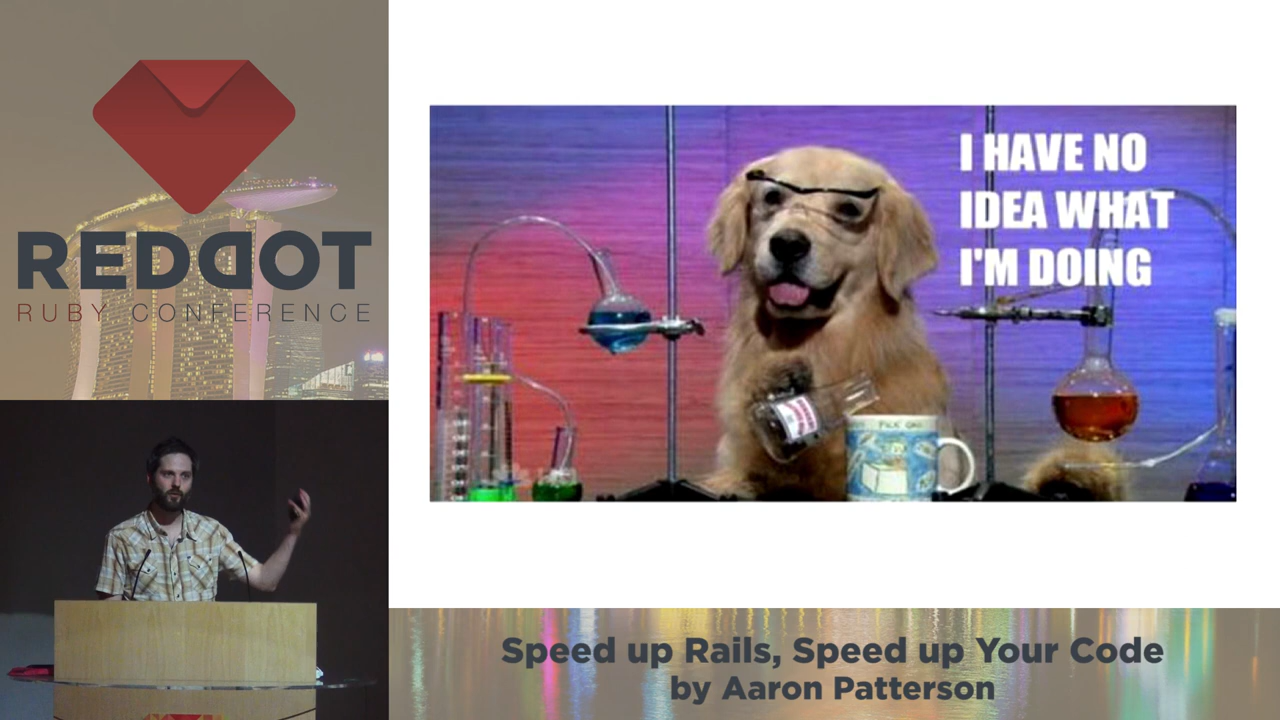 REDDOT
RUBY CONFERENCE
I HAVE NO
IDEA WHAT
I'M DOING
Speed up Rails, Speed up Your Code
by Aaron Patterson